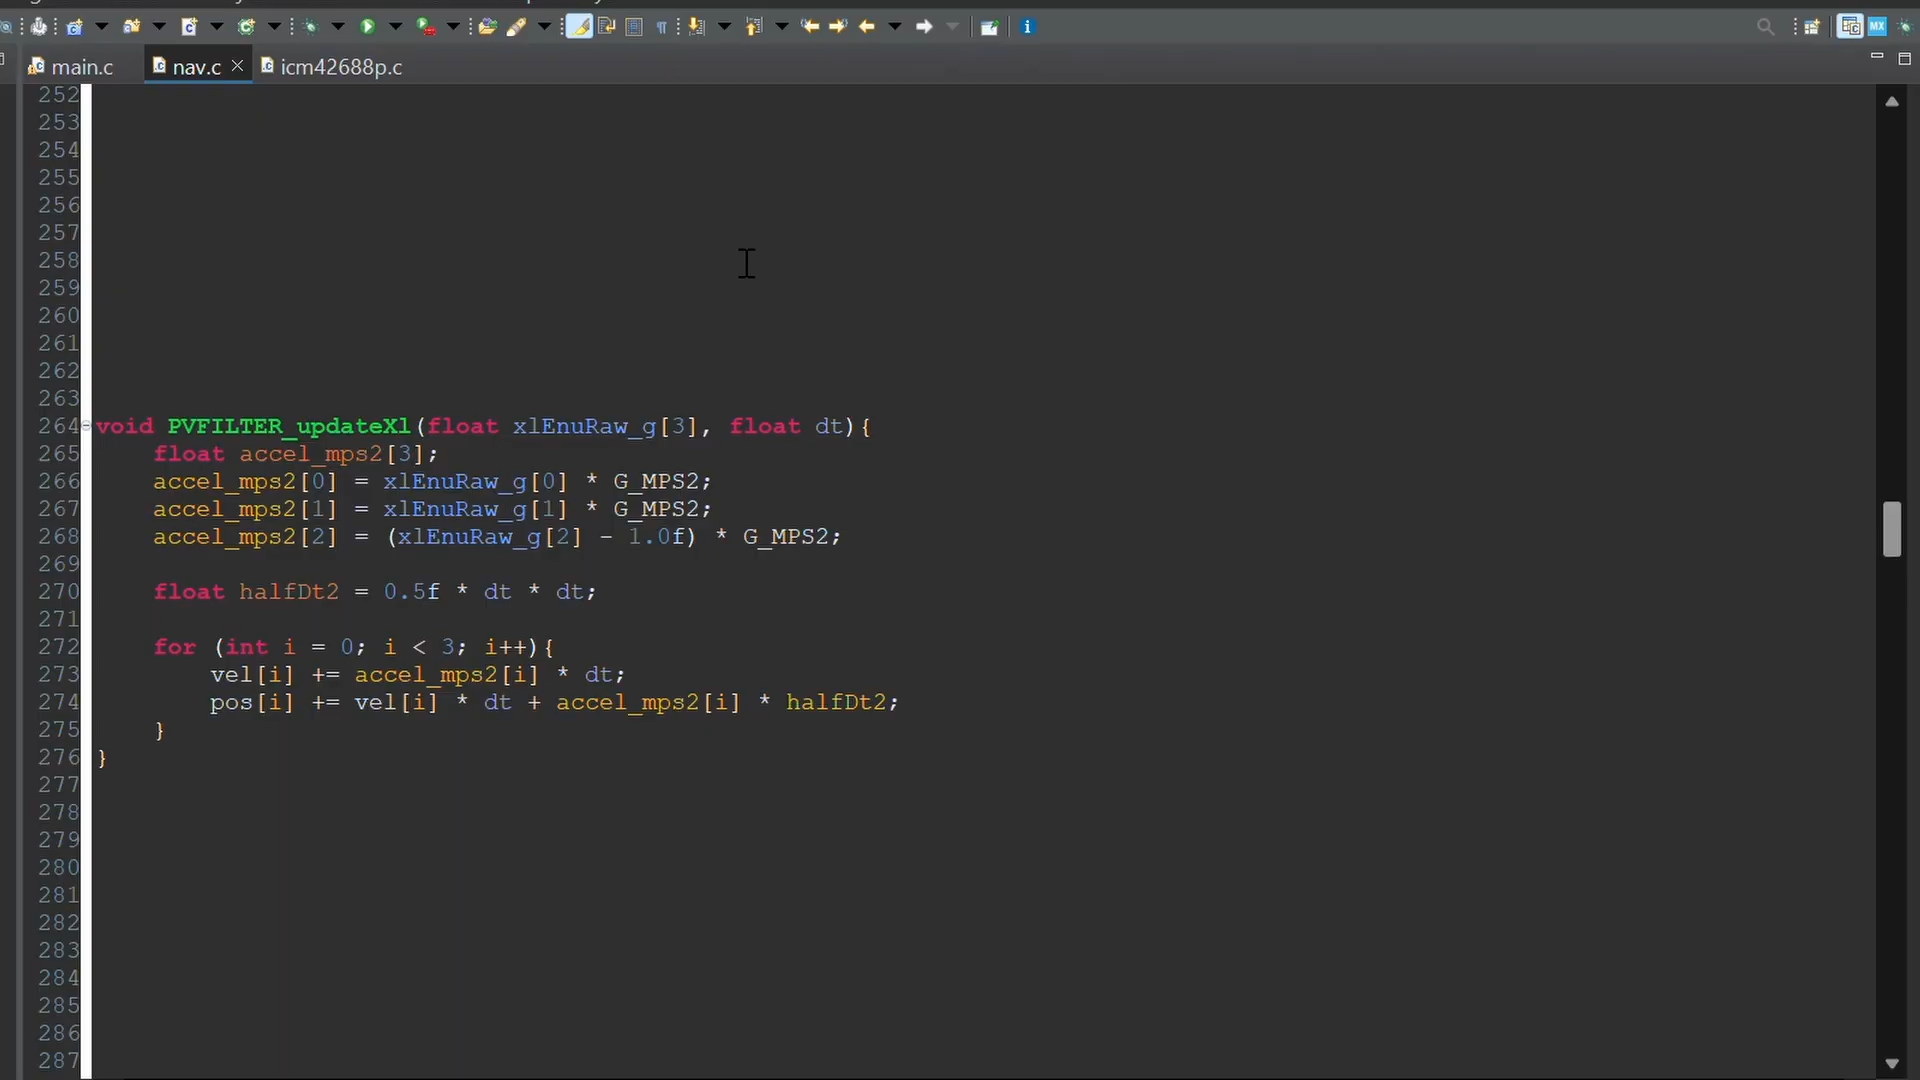 main.c nav.c icm42688p.c
252
253
254
255
256
257
258
259
260
261
262
263
264 void PVFILTER_updateXl(float xlEnuRaw_g[3], float dt){
265 float accel_mps2[3];
266 accel_mps2[0] = xlEnuRaw_g[0] * G_MPS2;
267 accel_mps2[1] = xlEnuRaw_g[1] * G_MPS2;
268 accel_mps2[2] = (xlEnuRaw_g[2] - 1.0f) * G_MPS2;
269
270 float halfDt2 = 0.5f * dt * dt;
271
272 for (int i = 0; i < 3; i++){
273 vel[i] += accel_mps2[i] * dt;
274 pos[i] += vel[i] * dt + accel_mps2[i] * halfDt2;
275 }
276 }
277
278
279
280
281
282
283
284
285
286
287